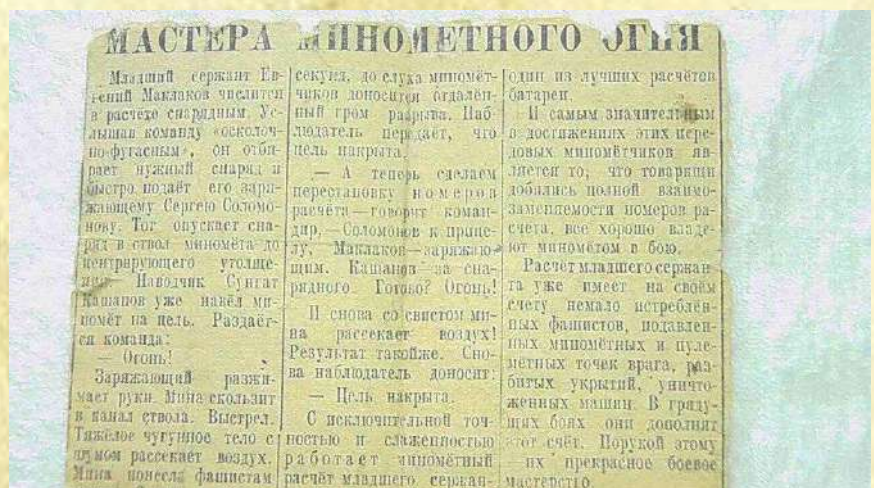 МАСТЕРА МИНОМЕТНОГО ОГНЯ
Младший сержант Ев-
гений Маклаков числится
в расчёте снарядным. Ус-
лышав команду «осколоч-
но-фугасным», он отби-
рает нужный снаряд и
быстро подаёт его заря-
жающему Сергею Соломо-
нову. Тот опускает сна-
ряд в ствол миномёта до
центрирующего утолще-
ния. Наводчик Сунгат
Кашапов уже навёл ми-
номёт на цель. Раздаёт-
ся команда:
— Огонь!
Заряжающий разжи-
мает руки. Мина скользит
в канал ствола. Выстрел.
Тяжёлое чугунное тело с
шумом рассекает воздух.
Мина понесла фашистам
секунд, до слуха миномёт-
чиков доносится отдалён-
ный гром разрыва. Наб-
людатель передаёт, что
цель накрыта.
— А теперь сделаем
перестановку номеров
расчёта—говорит коман-
дир,—Соломонов к прице-
лу, Маклаков—заряжаю-
щим. Кашапов—за сна-
рядного. Готово? Огонь!
И снова со свистом ми-
на рассекает воздух!
Результат такойже. Сно-
ва наблюдатель доносит:
— Цель накрыта.
С исключительной точ-
ностью и слаженностью
работает миномётный
расчёт младшего сержан-
один из лучших расчётов
батареи.
И самым значительным
в достижениях этих пере-
довых миномётчиков яв-
ляется то, что товарищи
добились полной взаимо-
заменяемости номеров ра-
счета, все хорошо владе-
ют миномётом в бою.
Расчёт младшего сержан
та уже имеет на своём
счету немало истреблён-
ных фашистов, подавлен-
ных миномётных и пуле-
мётных точек врага, раз-
битых укрытий, уничто-
женных машин. В гряду-
щих боях они дополнят
этот счёт. Порукой этому
— их прекрасное боевое
мастерство.